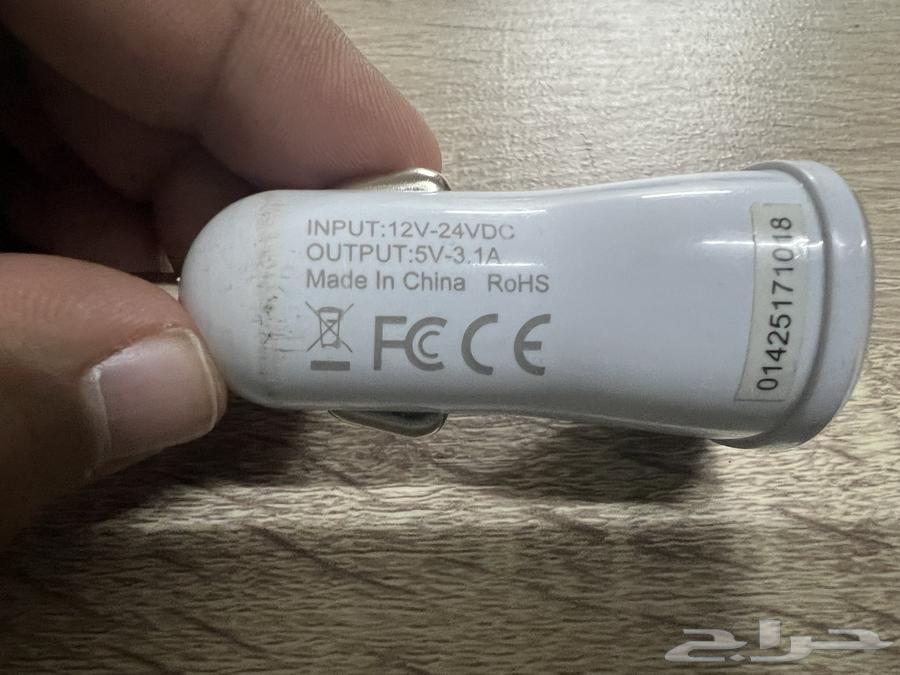 INPUT:12V-24VDC
OUTPUT:5V-3.1A
Made In China RoHS
FC CE
01425171018
حراج